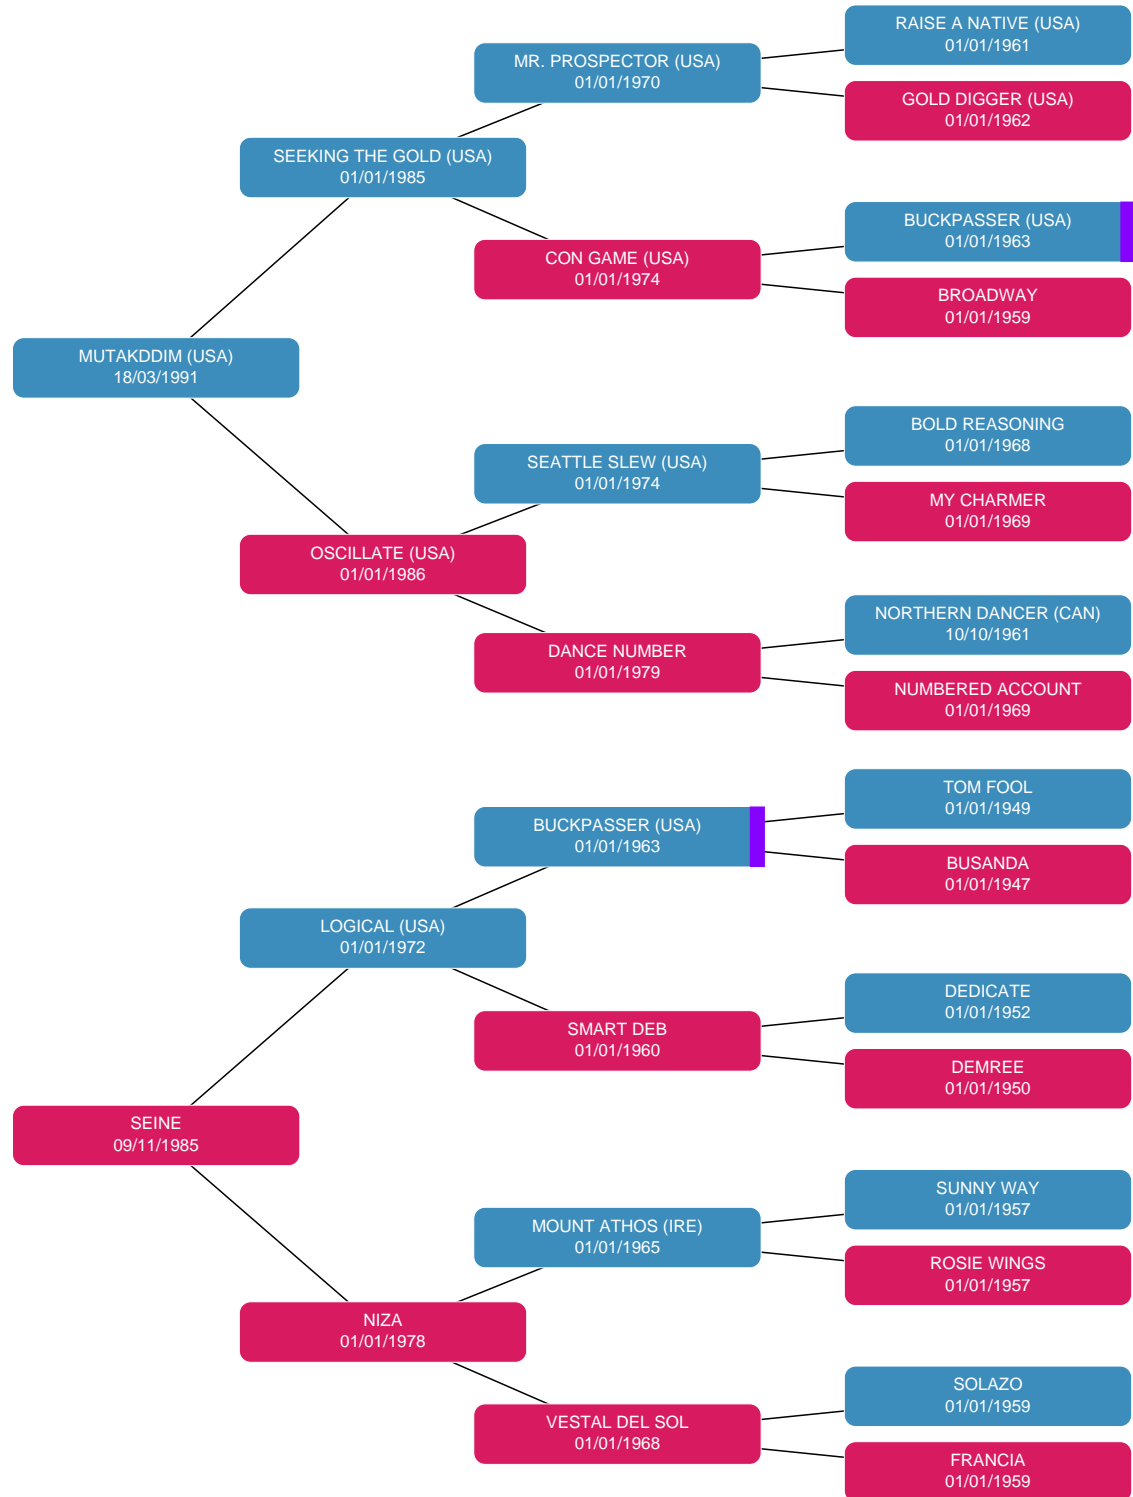 RAISE A NATIVE (USA)
01/01/1961
MR. PROSPECTOR (USA)
01/01/1970
GOLD DIGGER (USA)
01/01/1962
SEEKING THE GOLD (USA)
01/01/1985
BUCKPASSER (USA)
01/01/1963
CON GAME (USA)
01/01/1974
BROADWAY
01/01/1959
MUTAKDDIM (USA)
18/03/1991
BOLD REASONING
01/01/1968
SEATTLE SLEW (USA)
01/01/1974
MY CHARMER
01/01/1969
OSCILLATE (USA)
01/01/1986
NORTHERN DANCER (CAN)
10/10/1961
DANCE NUMBER
01/01/1979
NUMBERED ACCOUNT
01/01/1969
TOM FOOL
01/01/1949
BUCKPASSER (USA)
01/01/1963
BUSANDA
01/01/1947
LOGICAL (USA)
01/01/1972
DEDICATE
01/01/1952
SMART DEB
01/01/1960
DEMREE
01/01/1950
SEINE
09/11/1985
SUNNY WAY
01/01/1957
MOUNT ATHOS (IRE)
01/01/1965
ROSIE WINGS
01/01/1957
NIZA
01/01/1978
SOLAZO
01/01/1959
VESTAL DEL SOL
01/01/1968
FRANCIA
01/01/1959